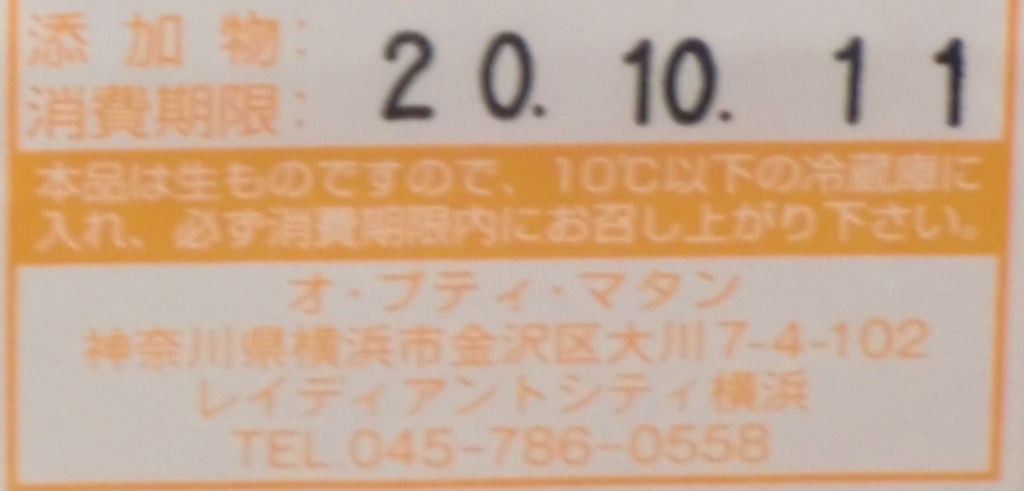 添加物:
消費期限: 20.10.11
本品は生ものですので、10℃以下の冷蔵庫に
入れ、必ず消費期限内にお召し上がり下さい。
オ・プティ・マタン
神奈川県横浜市金沢区大川7-4-102
レイディアントシティ横浜
TEL 045-786-0558